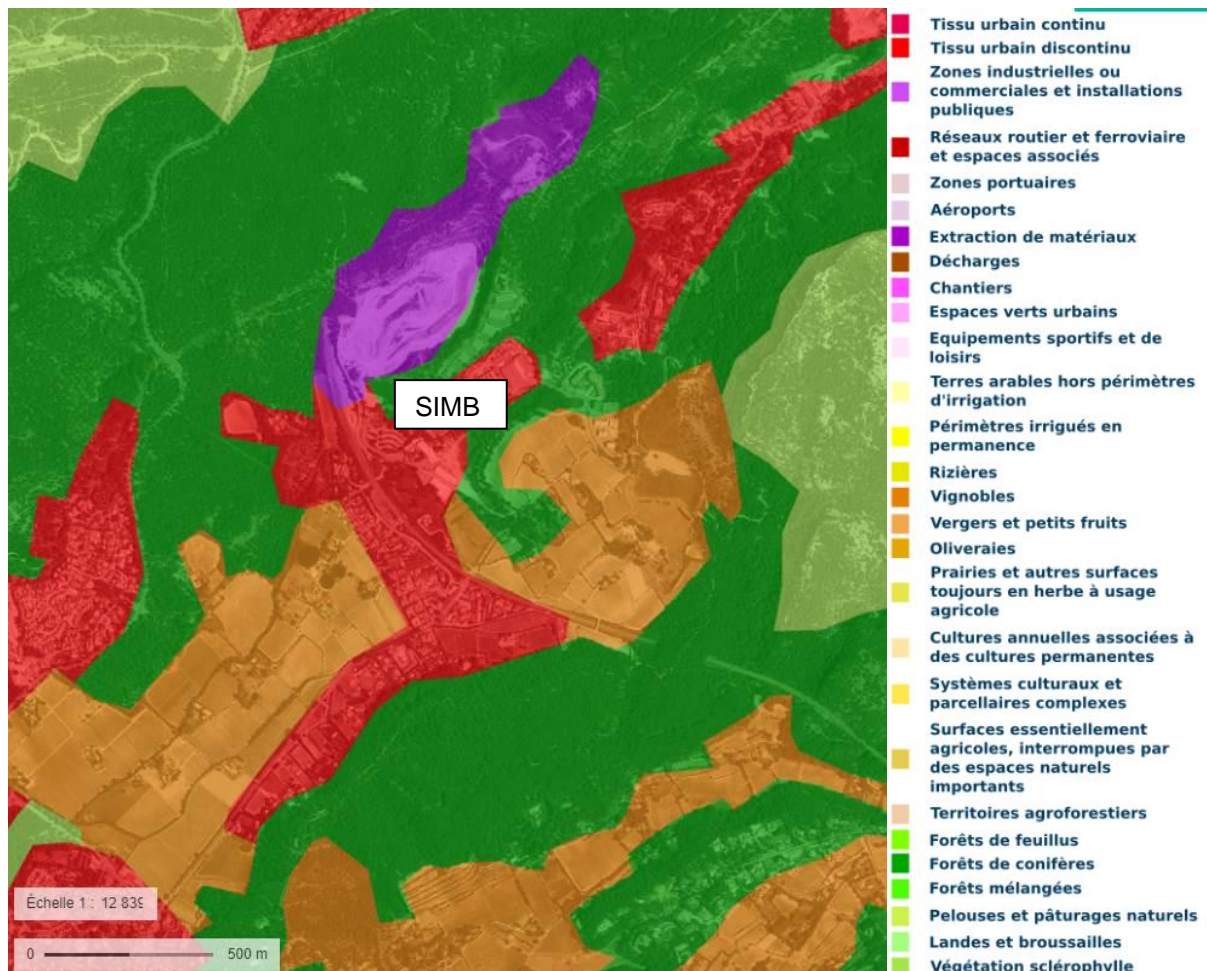 SIMB
Échelle 1 : 12 839
0
500 m
Tissu urbain continu
Tissu urbain discontinu
Zones industrielles ou
commerciales et installations
publiques
Réseaux routier et ferroviaire
et espaces associés
Zones portuaires
Aéroports
Extraction de matériaux
Décharges
Chantiers
Espaces verts urbains
Equipements sportifs et de
loisirs
Terres arables hors périmètres
d'irrigation
Périmètres irrigués en
permanence
Rizières
Vignobles
Vergers et petits fruits
Oliveraies
Prairies et autres surfaces
toujours en herbe à usage
agricole
Cultures annuelles associées à
des cultures permanentes
Systèmes culturaux et
parcellaires complexes
Surfaces essentiellement
agricoles, interrompues par
des espaces naturels
importants
Territoires agroforestiers
Forêts de feuillus
Forêts de conifères
Forêts mélangées
Pelouses et pâturages naturels
Landes et broussailles
Végétation sclérophylle